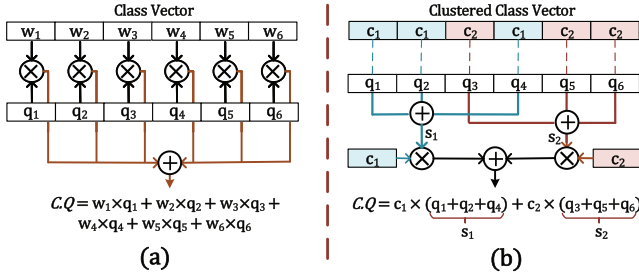 Class Vector
w₁ w₂ w₃ w₄ w₅ w₆
q₁ q₂ q₃ q₄ q₅ q₆
C.Q = w₁×q₁ + w₂×q₂ + w₃×q₃ +
w₄×q₄ + w₅×q₅ + w₆×q₆
(a)
Clustered Class Vector
c₁ c₁ c₂ c₁ c₂ c₂
q₁ q₂ q₃ q₄ q₅ q₆
s₁ s₂
c₁ c₂
C.Q = c₁ × (q₁+q₂+q₄) + c₂ × (q₃+q₅+q₆)
s₁ s₂
(b)